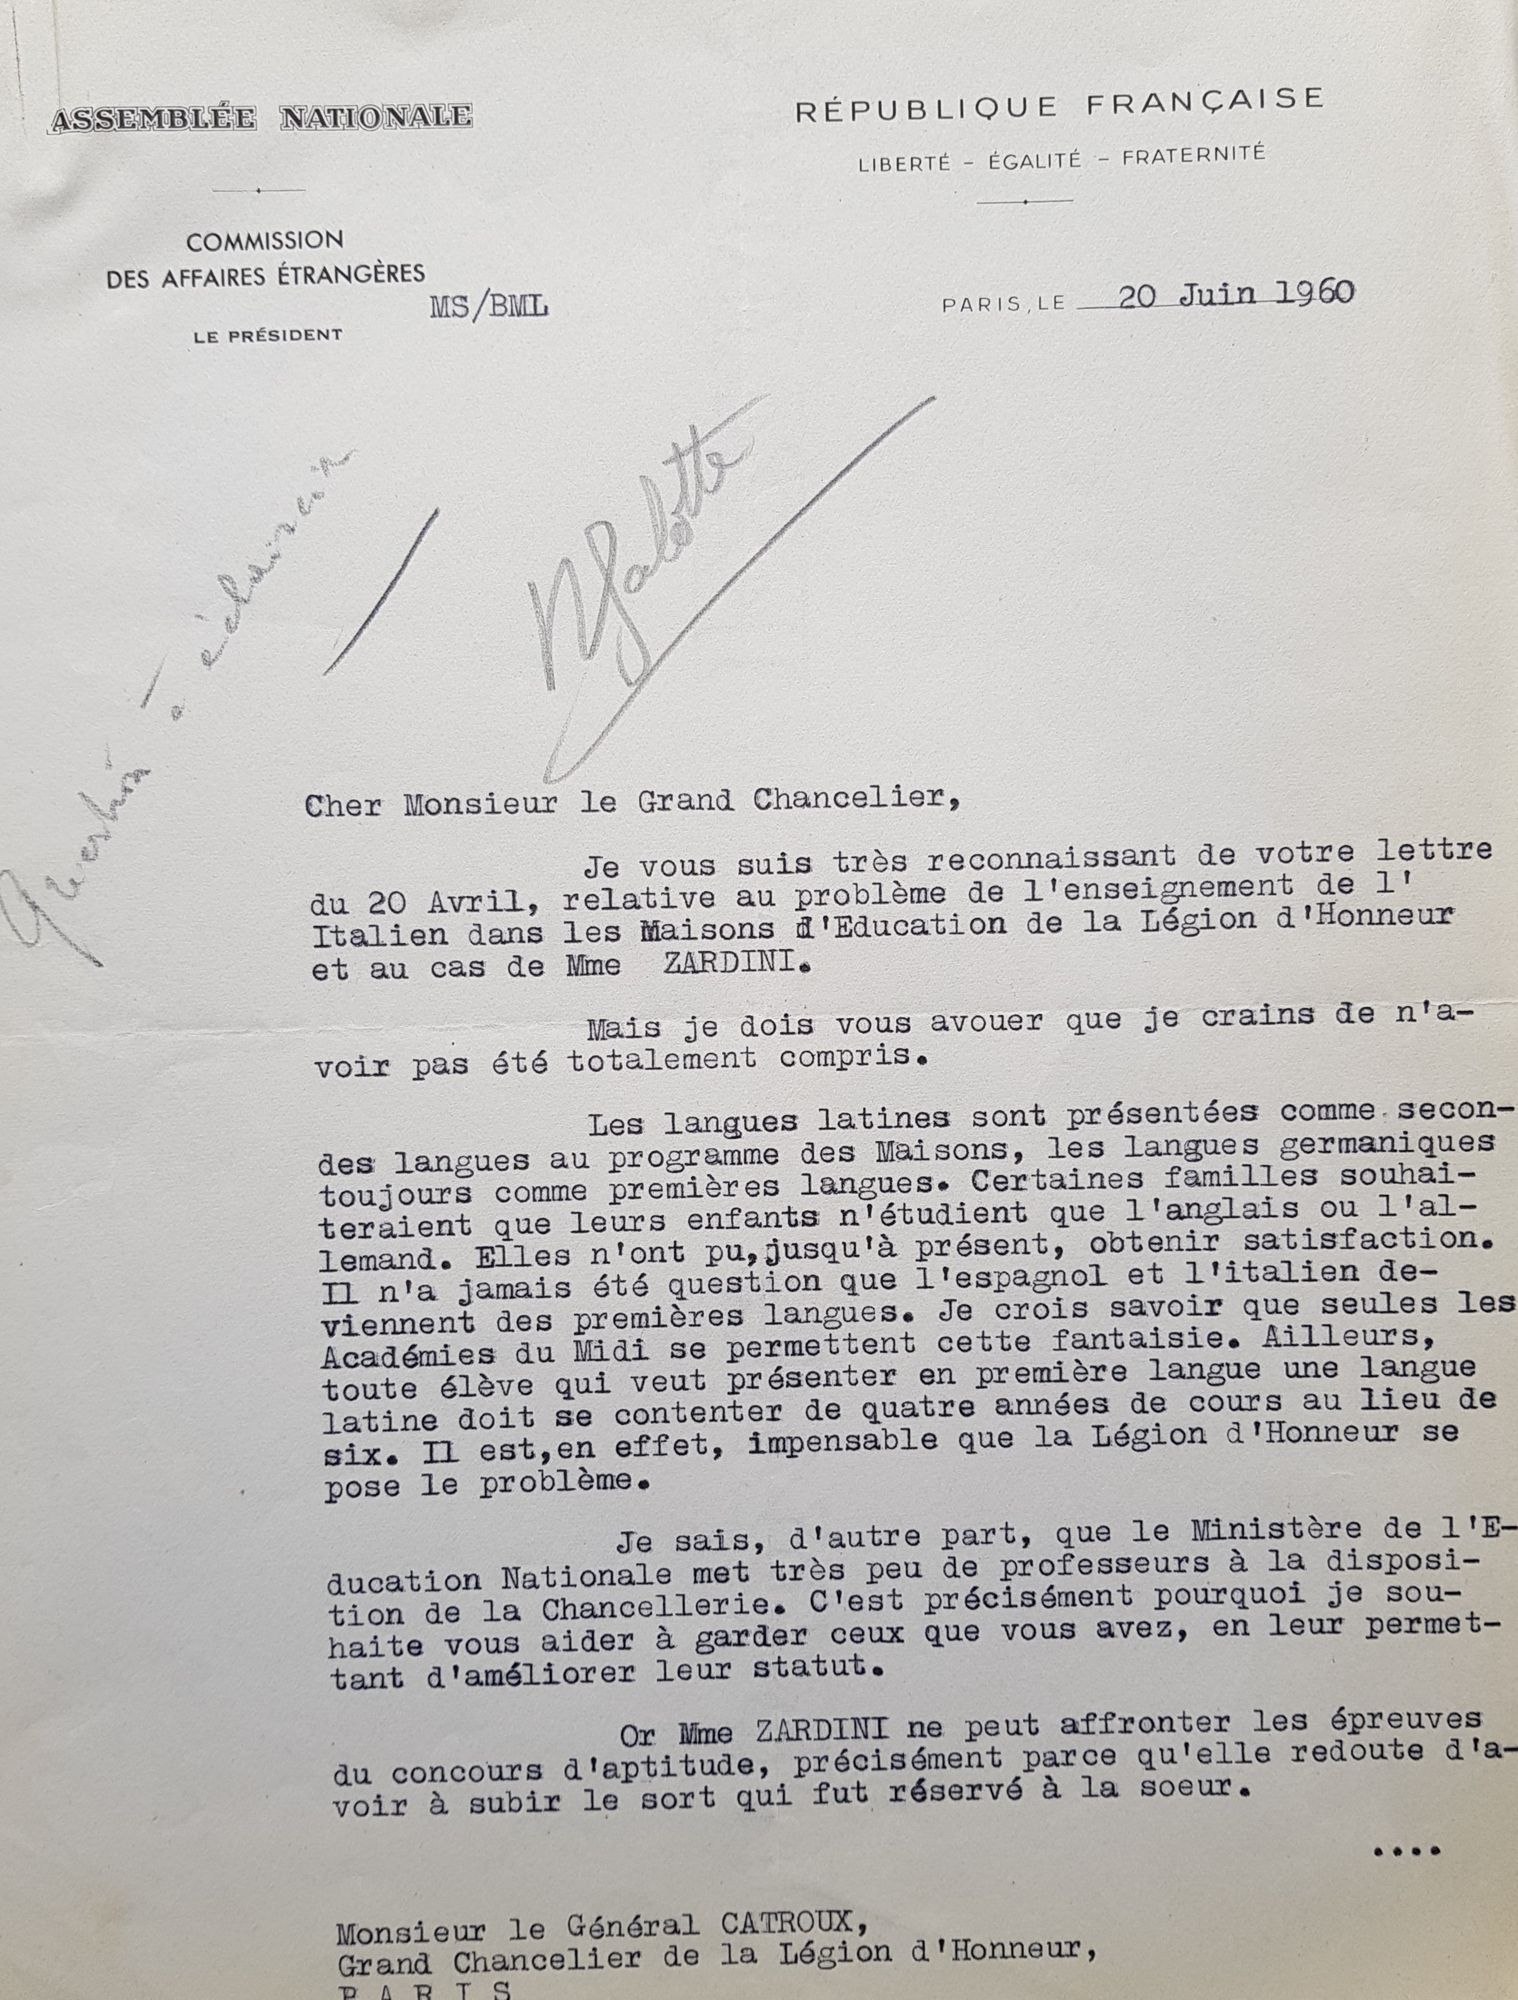 ASSEMBLÉE NATIONALE
RÉPUBLIQUE FRANÇAISE
LIBERTÉ - ÉGALITÉ - FRATERNITÉ
COMMISSION
DES AFFAIRES ÉTRANGÈRES
MS/BML
LE PRÉSIDENT
PARIS, LE 20 Juin 1960
Question à éclaircir
Cher Monsieur le Grand Chancelier,
Je vous suis très reconnaissant de votre lettre
du 20 Avril, relative au problème de l'enseignement de l'
Italien dans les Maisons d'Education de la Légion d'Honneur
et au cas de Mme ZARDINI.
Mais je dois vous avouer que je crains de n'a-
voir pas été totalement compris.
Les langues latines sont présentées comme secon-
des langues au programme des Maisons, les langues germaniques
toujours comme premières langues. Certaines familles souhai-
teraient que leurs enfants n'étudient que l'anglais ou l'al-
lemand. Elles n'ont pu,jusqu'à présent, obtenir satisfaction.
Il n'a jamais été question que l'espagnol et l'italien de-
viennent des premières langues. Je crois savoir que seules les
Académies du Midi se permettent cette fantaisie. Ailleurs,
toute élève qui veut présenter en première langue une langue
latine doit se contenter de quatre années de cours au lieu de
six. Il est,en effet, impensable que la Légion d'Honneur se
pose le problème.
Je sais, d'autre part, que le Ministère de l'E-
ducation Nationale met très peu de professeurs à la disposi-
tion de la Chancellerie. C'est précisément pourquoi je sou-
haite vous aider à garder ceux que vous avez, en leur permet-
tant d'améliorer leur statut.
Or Mme ZARDINI ne peut affronter les épreuves
du concours d'aptitude, précisément parce qu'elle redoute d'a-
voir à subir le sort qui fut réservé à la soeur.
....
Monsieur le Général CATROUX,
Grand Chancelier de la Légion d'Honneur,
P A R I S